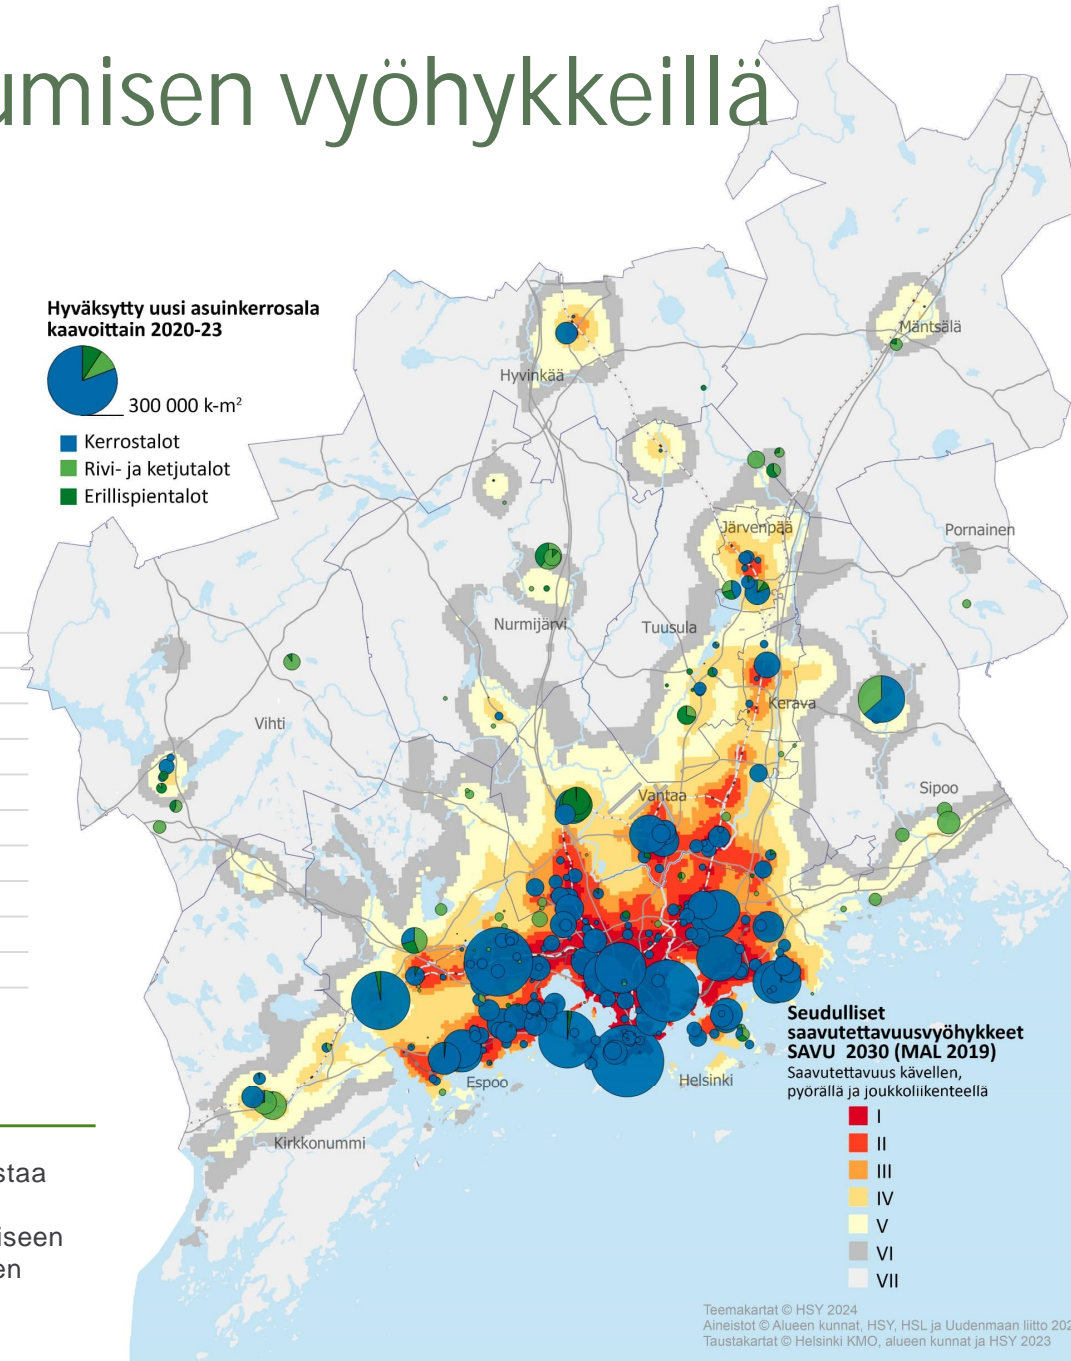 umisen vyöhykkeillä
Hyväksytty uusi asuinkerrosala
kaavoittain 2020-23
300 000 k-m²
Kerrostalot
Rivi- ja ketjutalot
Erillispientalot
Mäntsälä
Hyvinkää
Järvenpää
Pornainen
Nurmijärvi
Tuusula
Kerava
Vihti
Vantaa
Sipoo
Espoo
Helsinki
Kirkkonummi
Seudulliset
saavutettavuusvyöhykkeet
SAVU 2030 (MAL 2019)
Saavutettavuus kävellen,
pyörällä ja joukkoliikenteellä
I
II
III
IV
V
VI
VII
staa
iseen
en
Teemakartat © HSY 2024
Aineistot © Alueen kunnat, HSY, HSL ja Uudenmaan liitto 202
Taustakartat © Helsinki KMO, alueen kunnat ja HSY 2023